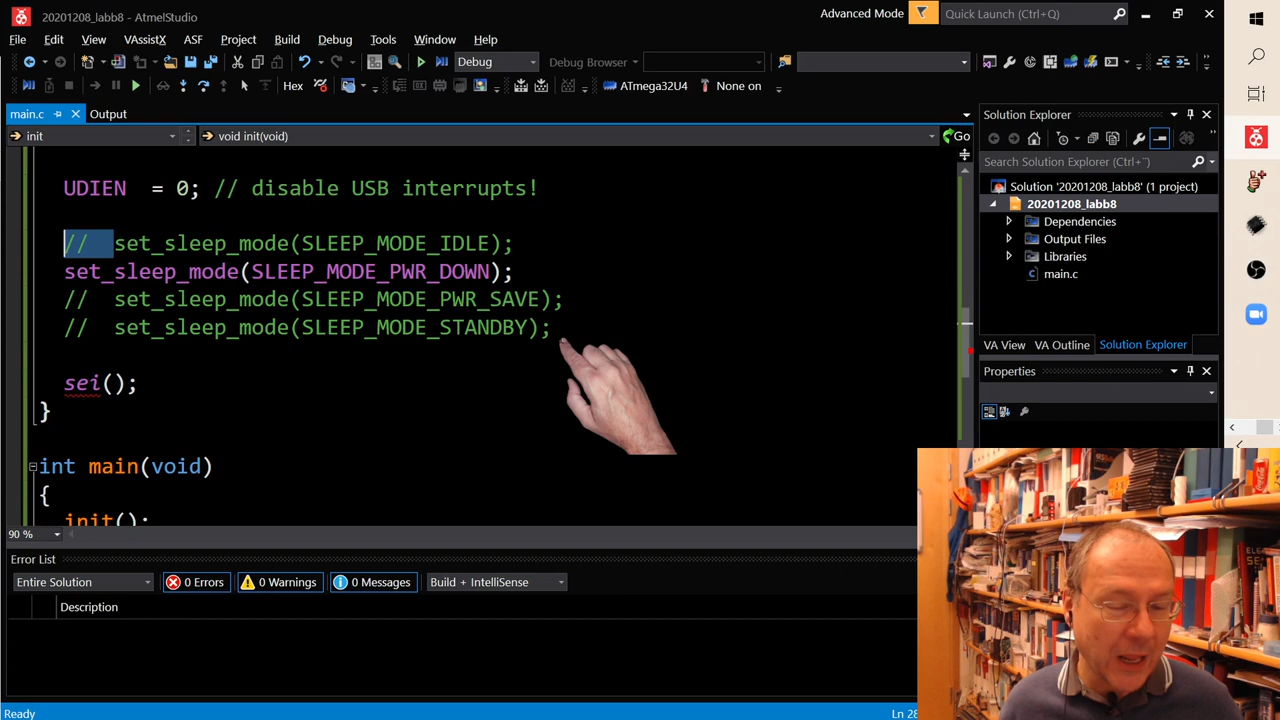 20201208_labb8 - AtmelStudio
Advanced Mode
Quick Launch (Ctrl+Q)
File Edit View VAssistX ASF Project Build Debug Tools Window Help
Debug
Debug Browser
Hex
ATmega32U4
None on
main.c
Output
init
void init(void)
Go
UDIEN = 0; // disable USB interrupts!
// set_sleep_mode(SLEEP_MODE_IDLE);
set_sleep_mode(SLEEP_MODE_PWR_DOWN);
// set_sleep_mode(SLEEP_MODE_PWR_SAVE);
// set_sleep_mode(SLEEP_MODE_STANDBY);
sei();
}
int main(void)
{
init();
90 %
Error List
Entire Solution
0 Errors
0 Warnings
0 Messages
Build + IntelliSense
Description
Ready
Ln 28
Solution Explorer
Search Solution Explorer (Ctrl+¨)
Solution '20201208_labb8' (1 project)
20201208_labb8
Dependencies
Output Files
Libraries
main.c
VA View
VA Outline
Solution Explorer
Properties